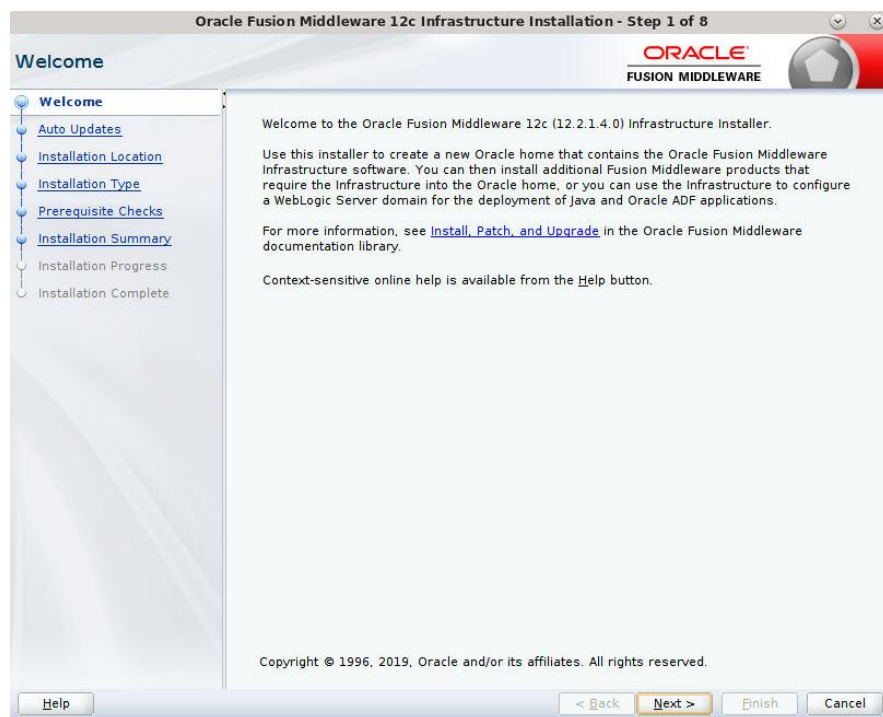 Oracle Fusion Middleware 12c Infrastructure Installation - Step 1 of 8
Welcome
ORACLE
FUSION MIDDLEWARE
Welcome
Auto Updates
Installation Location
Installation Type
Prerequisite Checks
Installation Summary
Installation Progress
Installation Complete
Welcome to the Oracle Fusion Middleware 12c (12.2.1.4.0) Infrastructure Installer.
Use this installer to create a new Oracle home that contains the Oracle Fusion Middleware
Infrastructure software. You can then install additional Fusion Middleware products that
require the Infrastructure into the Oracle home, or you can use the Infrastructure to configure
a WebLogic Server domain for the deployment of Java and Oracle ADF applications.
For more information, see Install, Patch, and Upgrade in the Oracle Fusion Middleware
documentation library.
Context-sensitive online help is available from the Help button.
Copyright © 1996, 2019, Oracle and/or its affiliates. All rights reserved.
Help
< Back
Next >
Finish
Cancel